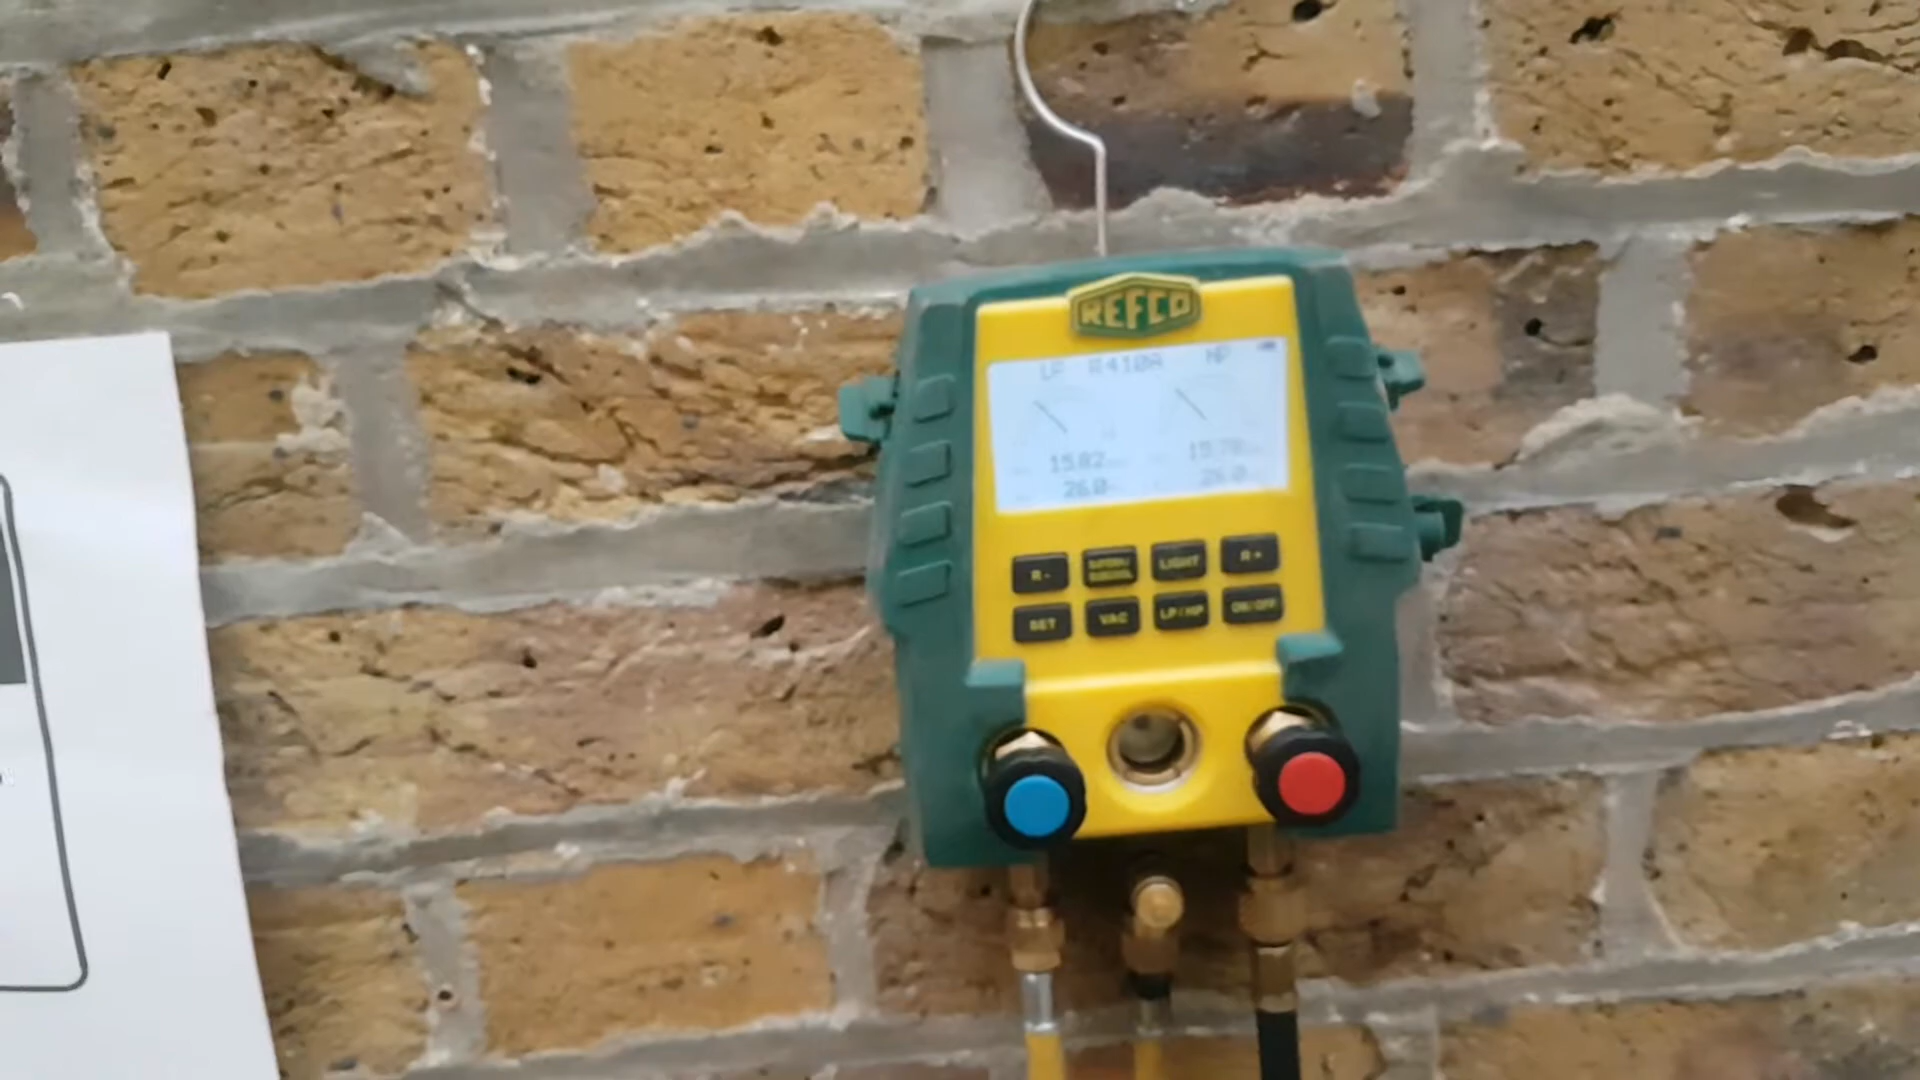 REFCO
LP R410A HP
15.82 15.78
26.0 26.0
R- LIGHT R+
SET VAC LP/HP ON/OFF